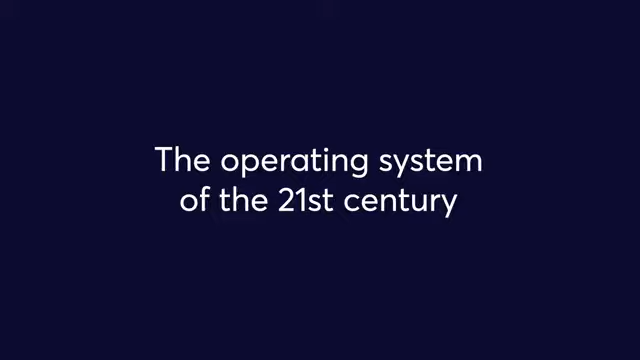 The operating system
of the 21st century